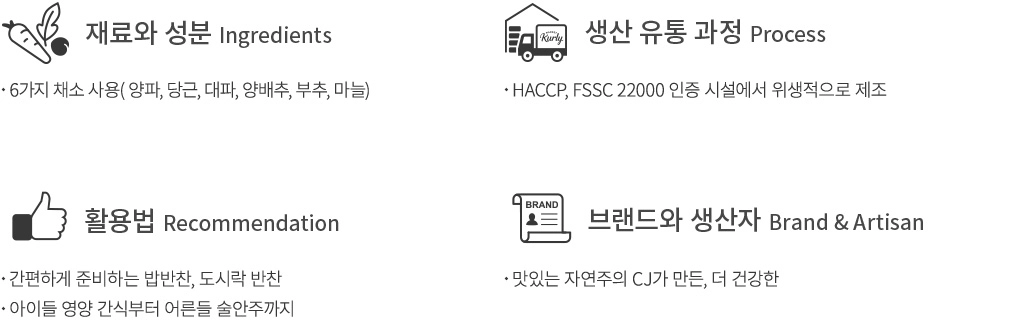 재료와 성분 Ingredients
· 6가지 채소 사용( 양파, 당근, 대파, 양배추, 부추, 마늘)
Kurly
생산 유통 과정 Process
· HACCP, FSSC 22000 인증 시설에서 위생적으로 제조
활용법 Recommendation
· 간편하게 준비하는 밥반찬, 도시락 반찬
· 아이들 영양 간식부터 어른들 술안주까지
BRAND
브랜드와 생산자 Brand & Artisan
· 맛있는 자연주의 CJ가 만든, 더 건강한